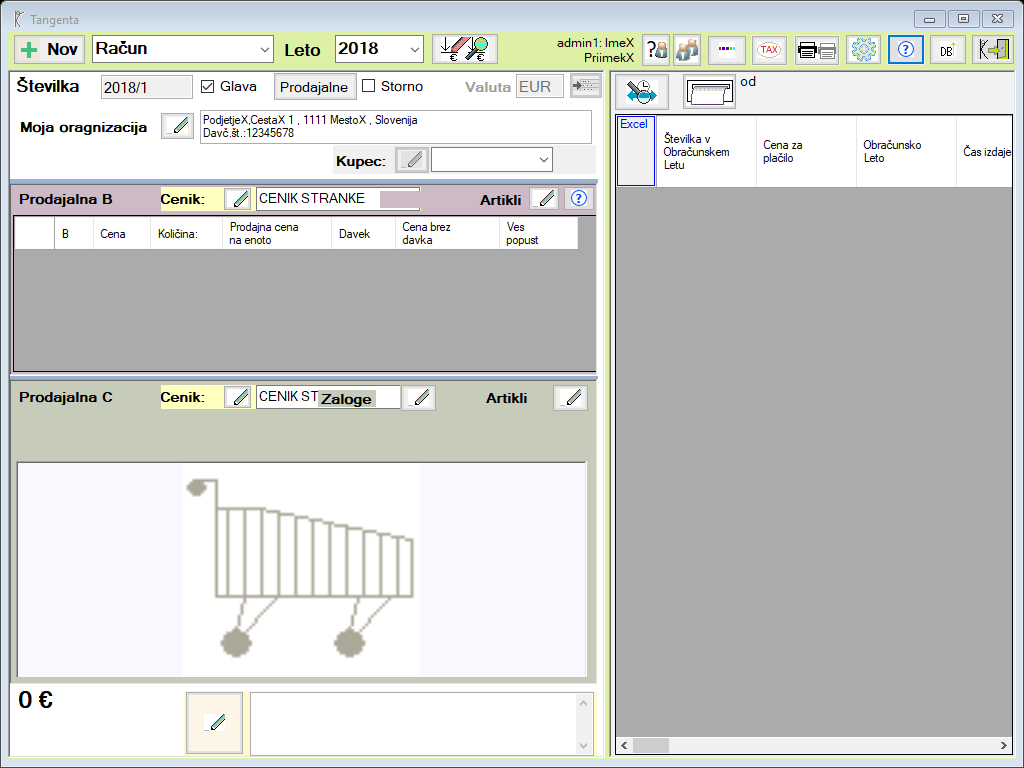 Tangenta
Nov
Račun
Leto
2018
€ €
admin1: ImeX
PriimekX
?
TAX
?
DB
Številka
2018/1
Glava
Prodajalne
Storno
Valuta
EUR
od
Moja oragnizacija
PodjetjeX,CestaX 1 , 1111 MestoX , Slovenija
Davč.št.:12345678
Kupec:
Excel
Številka v
Obračunskem
Letu
Cena za
plačilo
Obračunsko
Leto
Čas izdaje
Prodajalna B
Cenik:
CENIK STRANKE
Artikli
?
B
Cena
Količina:
Prodajna cena
na enoto
Davek
Cena brez
davka
Ves
popust
Prodajalna C
Cenik:
CENIK ST
Zaloge
Artikli
0 €